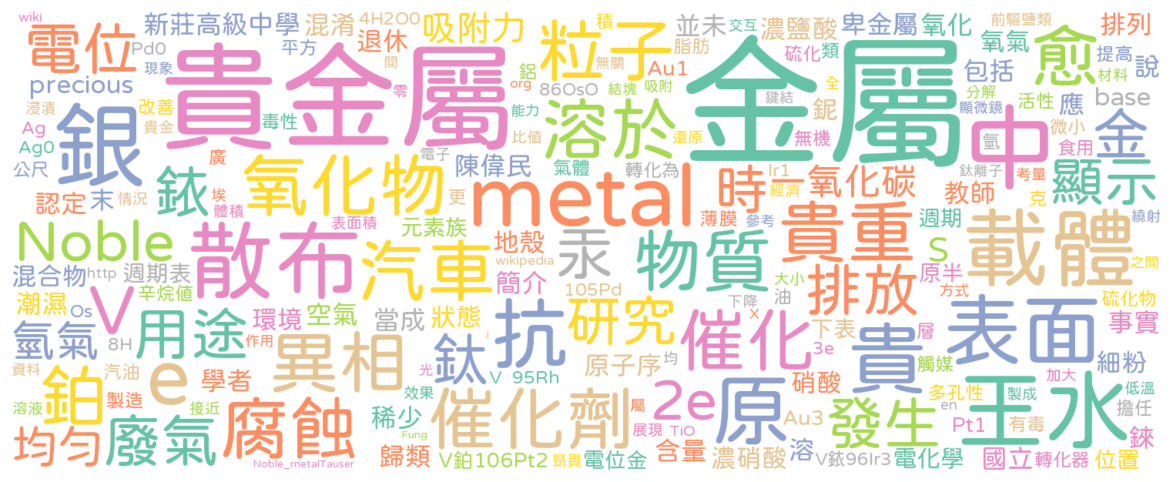 wiki
新莊高級中學
混淆
4H2O0
吸附力
粒子
並未
交互
濃鹽酸
卑金屬
氧化
前驅鹽類
排列
電位
Pd0
平方
退休
間
積
脂肪
硫化
類
氧氣
愈
提高
說
現象
貴金屬
零
鋁
org
無關
Au1
金屬
全
包括
材料
precious
86OsO
結塊
吸附
鍵結
分解
活性
應
base
浸漬
改善
貴金
毒性
銀
能力
溶於
比值
還原
無機
顯微鏡
鈮
中
氫
微小
金
Ag
Ag0
電子
陳偉民
氣體
轉化為
Ir1
經濟
食用
鈦離子
考量
公尺
廣
氧化物
更
metal
時
氧化碳
教師
克
顯示
認定
末
情況
銥
埃
體積
表面積
元素族
薄膜
參考
週期
繞射
Noble
散布
汽車
地殼
汞
物質
貴重
S
載體
wikipedia
之間
混合物
http
週期表
簡介
105Pd
大小
油
排放
原半
方式
硫化物
潮濕
Os
辛烷值
V
環境
空氣
當成
狀態
抗
研究
下降
X
催化
下表
層
表面
事實
氫氣
8H
用途
作用
異相
鈦
原子序
均
3e
貴
觸媒
細粉
資料
鉑
汽油
e
學者
光
V
95Rh
硝酸
多孔性
製成
低溫
加大
溶液
製造
接近
效果
稀少
催化劑
屬
2e
原
Au3
發生
en
王水
擔任
展現
TiO
Pt1
有毒
錸
均勻
廢氣
腐蝕
Fung
歸類
V鉑106Pt2
昂貴
電位金
含量
濃硝酸
溶
V銥96Ir3
電化學
國立
轉化器
位置
Noble_metalTauser